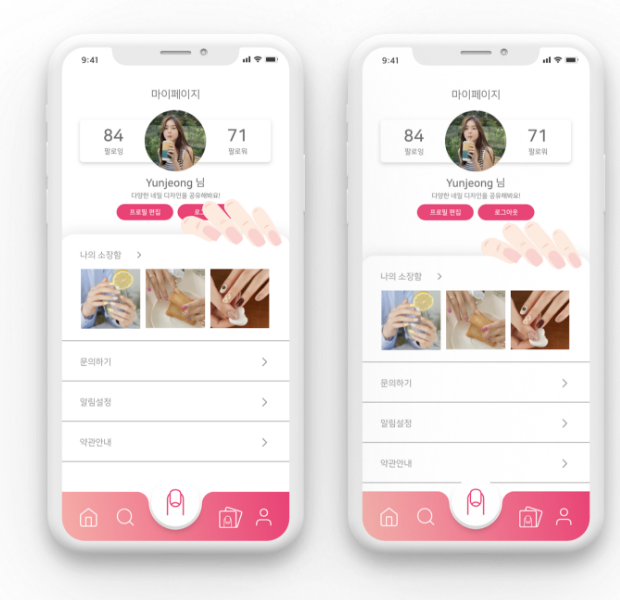 9:41
마이페이지
84
71
팔로잉
팔로워
Yunjeong 님
다양한 네일 디자인을 공유해봐요!
프로필 편집
나의 소장함
문의하기
알림설정
약관안내
9:41
마이페이지
84
71
팔로잉
팔로워
Yunjeong 님
다양한 네일 디자인을 공유해봐요!
프로필 편집 로그아웃
나의 소장함
문의하기
알림설정
약관안내